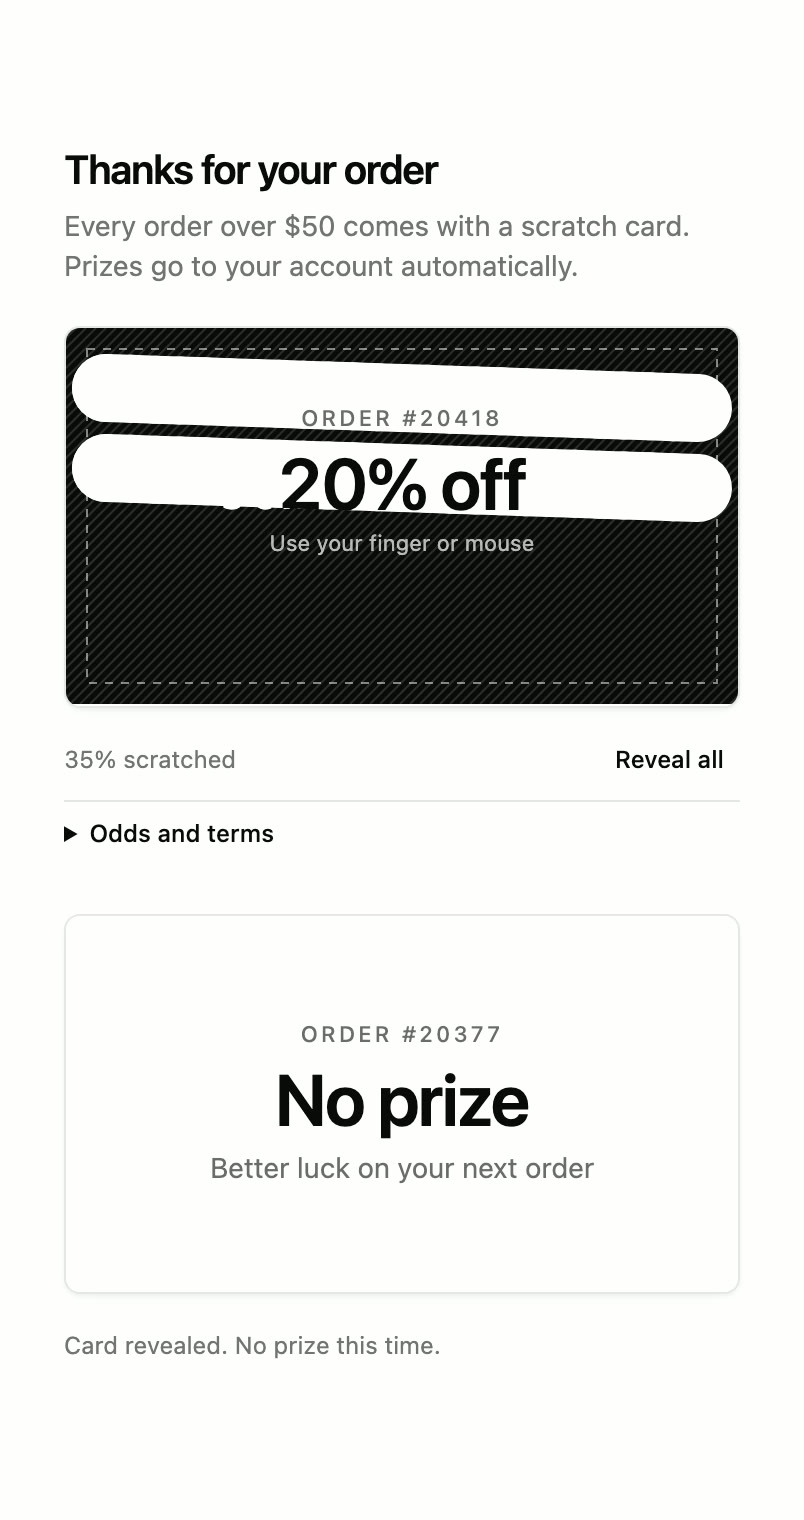 Thanks for your order
Every order over $50 comes with a scratch card.
Prizes go to your account automatically.
ORDER #20418
20% off
Use your finger or mouse
35% scratched
Reveal all
Odds and terms
ORDER #20377
No prize
Better luck on your next order
Card revealed. No prize this time.